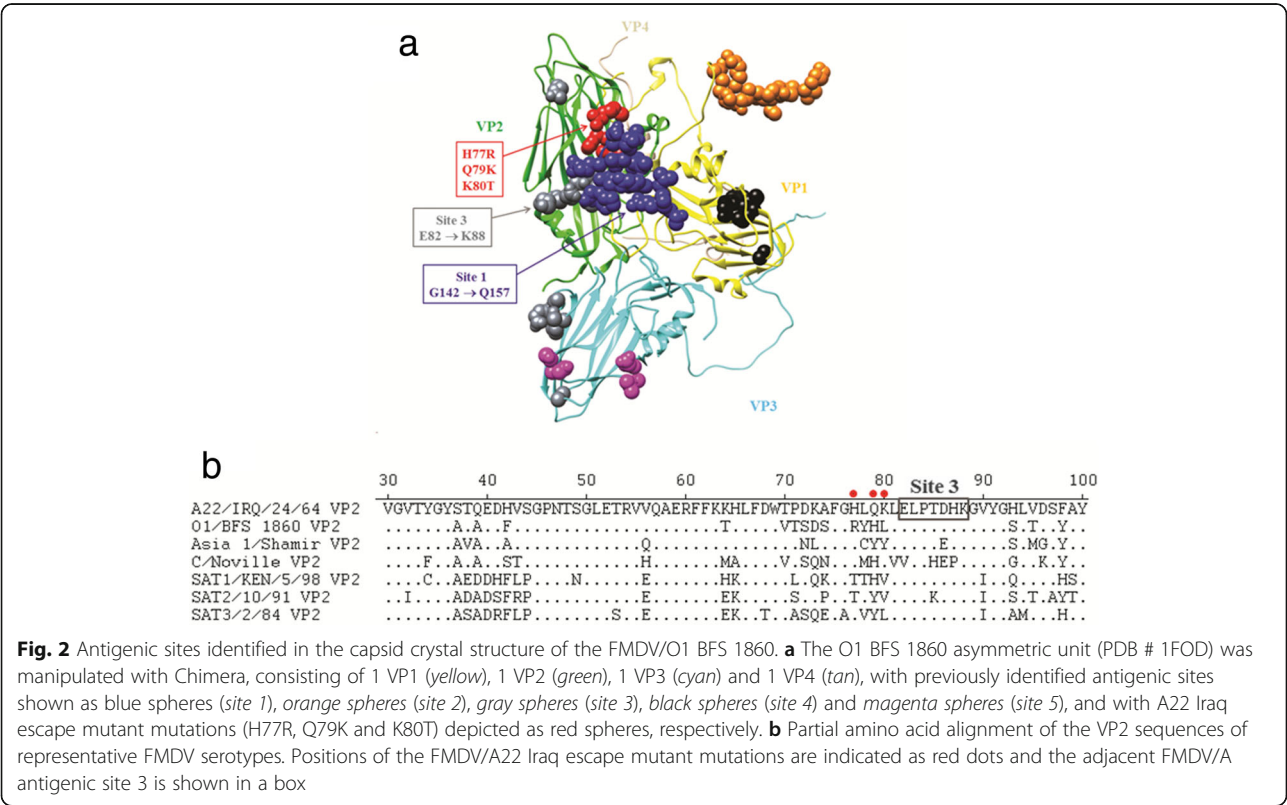 a
VP4
VP2
H77R
Q79K
K80T
VP1
Site 3
E82 → K88
Site 1
G142 → Q157
VP3
b
30 40 50 60 70 80 90 100
Site 3
A22/IRQ/24/64 VP2 VGVTYGYSTQEDHVSGPNTSGLETRVVQAERFFKKHLFDWTPDKAFGHLQKLELPTDHKGVYGHLVDSFAY
O1/BFS 1860 VP2 .......A.A..F.....................T.....VTSDS..RYHL............S.T..Y..
Asia 1/Shamir VP2 .......AVA..A.............Q...............NL....CYY.....E......S.MG.Y..
C/Noville VP2 ....F..A.A..ST............H.......MA....V.SQN...MH.VV..HEP.....G..K.Y..
SAT1/KEN/5/98 VP2 ....C..AEDDHFLP....N......E.......HK.....L.QK..TTHV.........I..Q....HS.
SAT2/10/91 VP2 ..I....ADADSFRP...........E.......EK.....S..P..T.YV....K....I..S.T.AYT.
SAT3/2/84 VP2 .......ASADRFLP........S..E.......EK..T..ASQE.A.VYL.........I..AM...H..
Fig. 2 Antigenic sites identified in the capsid crystal structure of the FMDV/O1 BFS 1860. a The O1 BFS 1860 asymmetric unit (PDB # 1FOD) was
manipulated with Chimera, consisting of 1 VP1 (yellow), 1 VP2 (green), 1 VP3 (cyan) and 1 VP4 (tan), with previously identified antigenic sites
shown as blue spheres (site 1), orange spheres (site 2), gray spheres (site 3), black spheres (site 4) and magenta spheres (site 5), and with A22 Iraq
escape mutant mutations (H77R, Q79K and K80T) depicted as red spheres, respectively. b Partial amino acid alignment of the VP2 sequences of
representative FMDV serotypes. Positions of the FMDV/A22 Iraq escape mutant mutations are indicated as red dots and the adjacent FMDV/A
antigenic site 3 is shown in a box